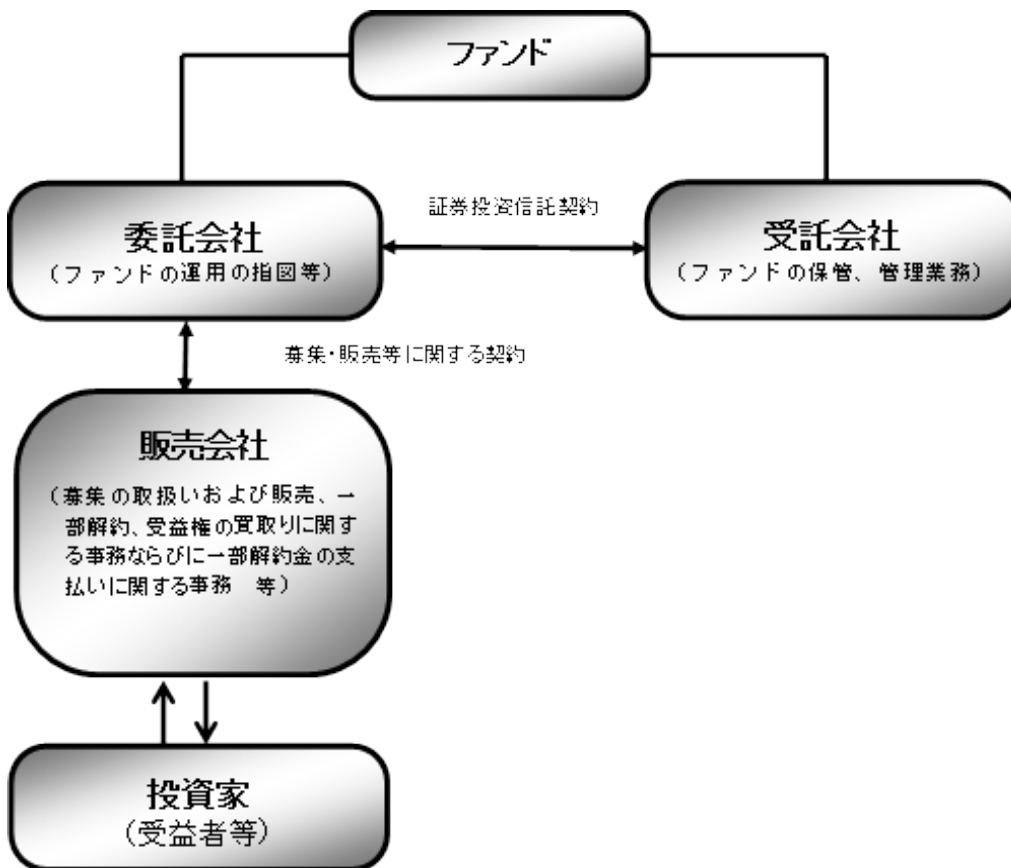 ファンド
委託会社
（ファンドの運用の指図等）
証券投資信託契約
受託会社
（ファンドの保管、管理業務）
募集・販売等に関する契約
販売会社
（募集の取扱いおよび販売、一
部解約、受益権の買取りに関す
る事務ならびに一部解約金の支
払いに関する事務　等）
投資家
（受益者等）